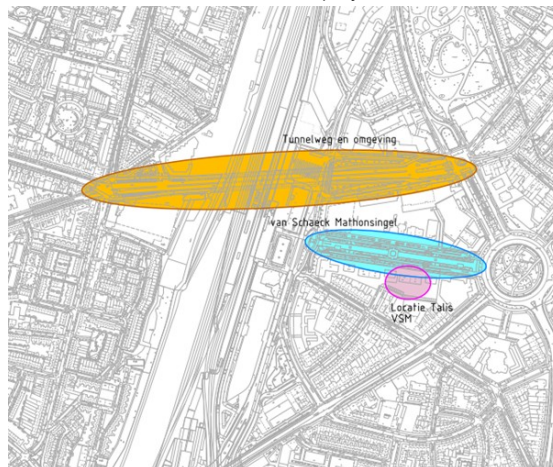 Tunnelweg en omgeving
van Schaeck Mathonsingel
Locatie Talis
VSM